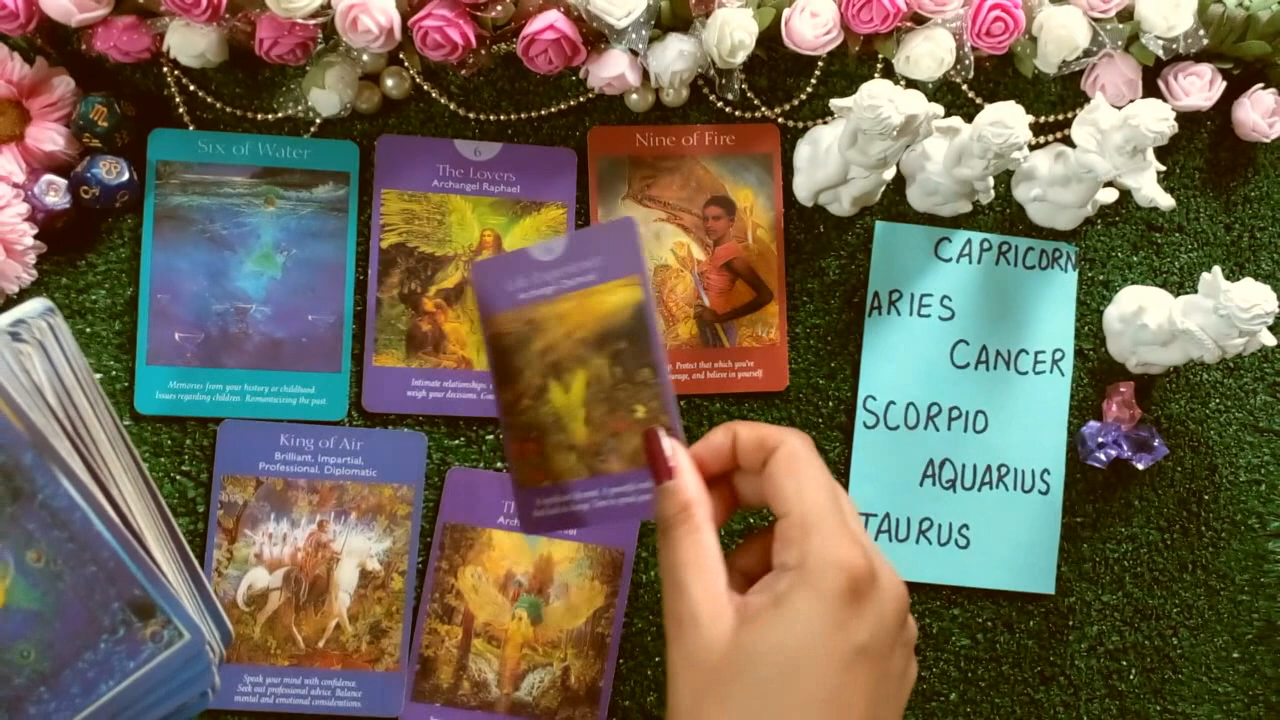 Six of Water
Memories from your history or childhood.
Issues regarding children. Romanticizing the past.
6
The Lovers
Archangel Raphael
Intimate relationships
weigh your decisions.
Nine of Fire
Protect that which you've
and believe in yourself.
King of Air
Brilliant, Impartial,
Professional, Diplomatic
Speak your mind with confidence.
Seek out professional advice. Balance
mental and emotional considerations.
CAPRICORN
ARIES
CANCER
SCORPIO
AQUARIUS
TAURUS